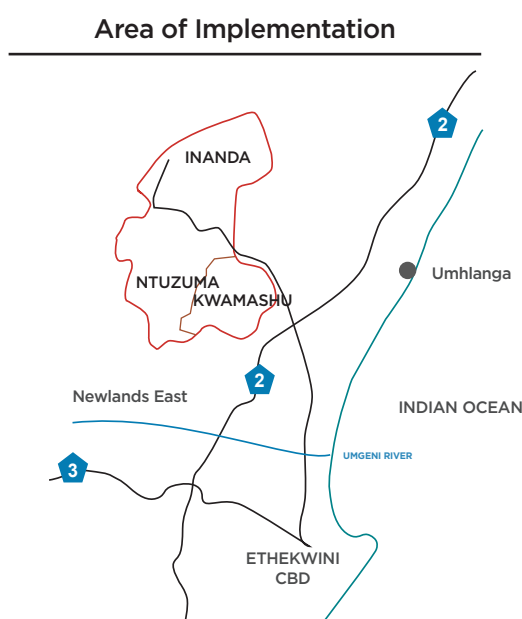 Area of Implementation
2
INANDA
Umhlanga
NTUZUMA
KWAMASHU
2
Newlands East
INDIAN OCEAN
UMGENI RIVER
3
ETHEKWINI
CBD